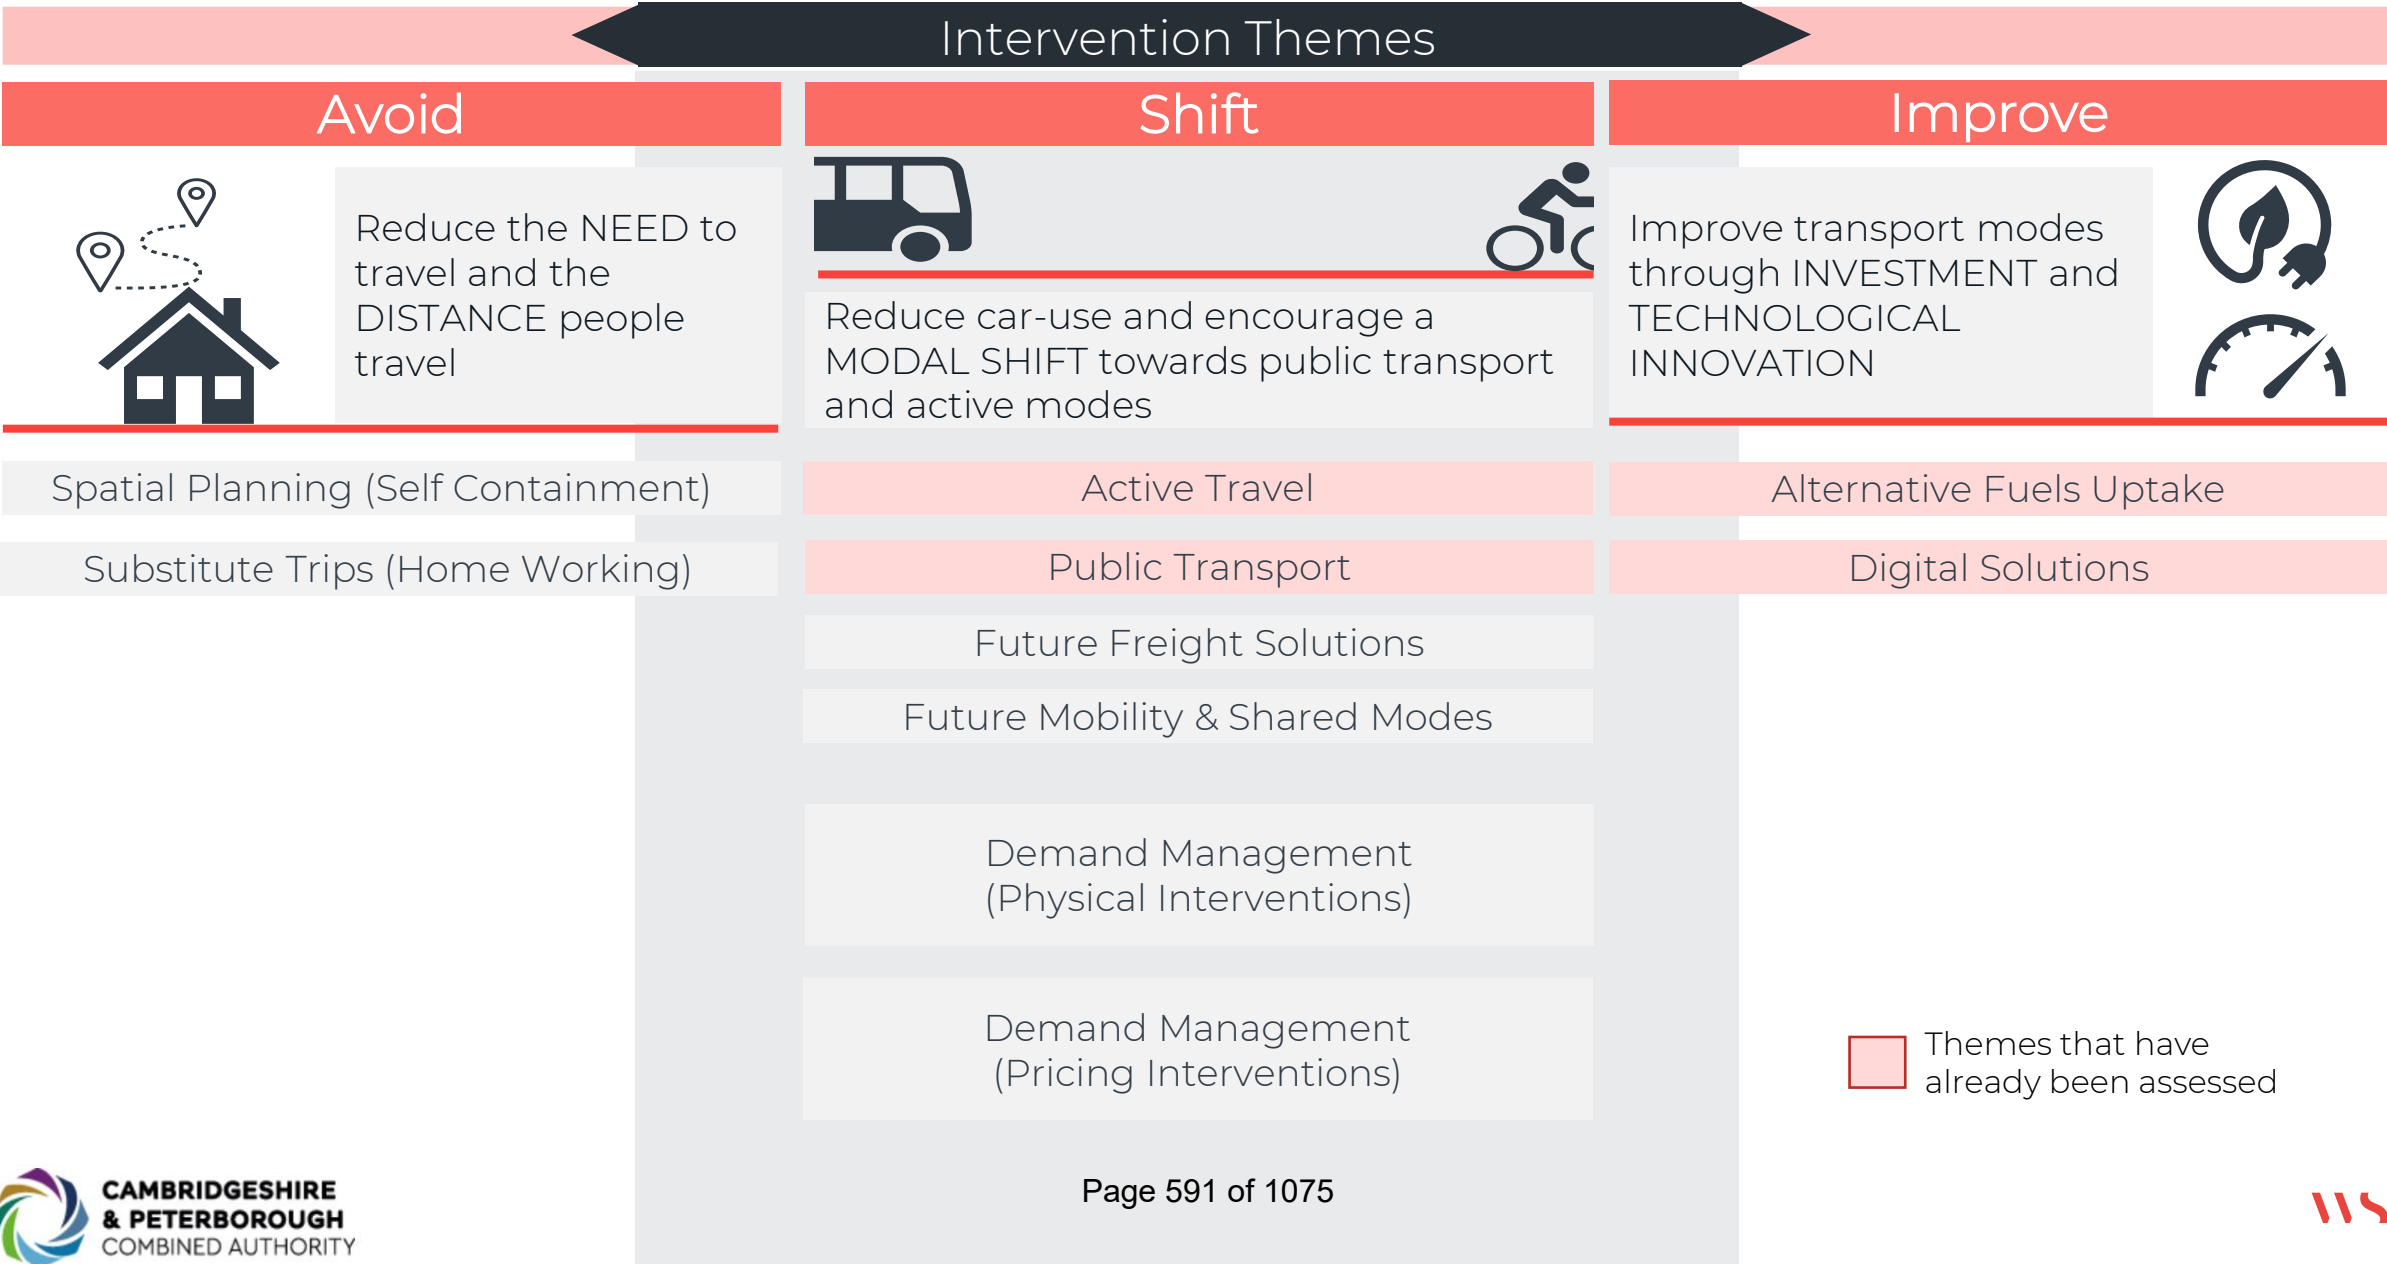 Intervention Themes
Avoid
Reduce the NEED to
travel and the
DISTANCE people
travel
Spatial Planning (Self Containment)
Substitute Trips (Home Working)
Shift
Reduce car-use and encourage a
MODAL SHIFT towards public transport
and active modes
Active Travel
Public Transport
Future Freight Solutions
Future Mobility & Shared Modes
Demand Management
(Physical Interventions)
Demand Management
(Pricing Interventions)
Improve
Improve transport modes
through INVESTMENT and
TECHNOLOGICAL
INNOVATION
Alternative Fuels Uptake
Digital Solutions
Themes that have
already been assessed
CAMBRIDGESHIRE
& PETERBOROUGH
COMBINED AUTHORITY
Page 591 of 1075